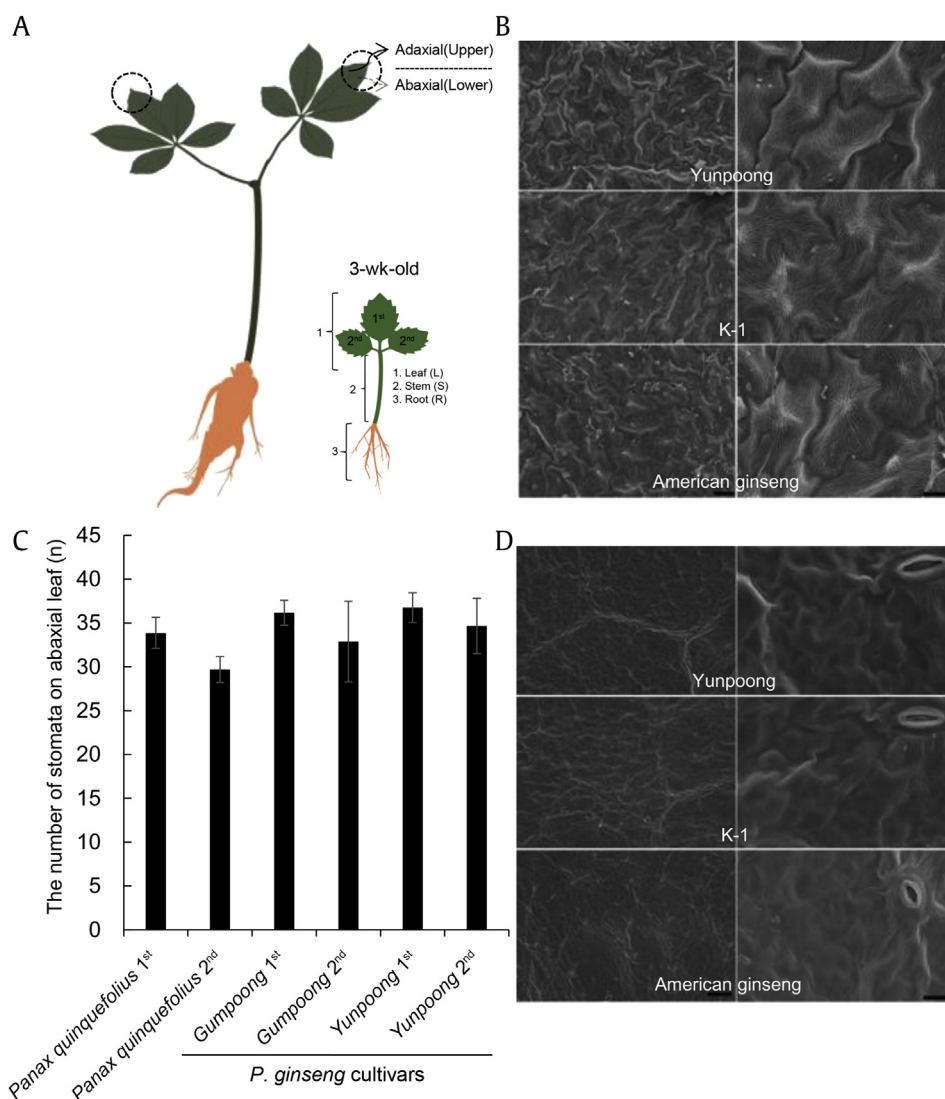 A
Adaxial(Upper)
Abaxial(Lower)
3-wk-old
1
1st
2nd
2nd
2
1. Leaf (L)
2. Stem (S)
3. Root (R)
3
B
Yunpoong
K-1
American ginseng
C
The number of stomata on abaxial leaf (n)
45
40
35
30
25
20
15
10
5
0
Panax quinquefolius 1st
Panax quinquefolius 2nd
Gumpoong 1st
Gumpoong 2nd
Yunpoong 1st
Yunpoong 2nd
P. ginseng cultivars
D
Yunpoong
K-1
American ginseng